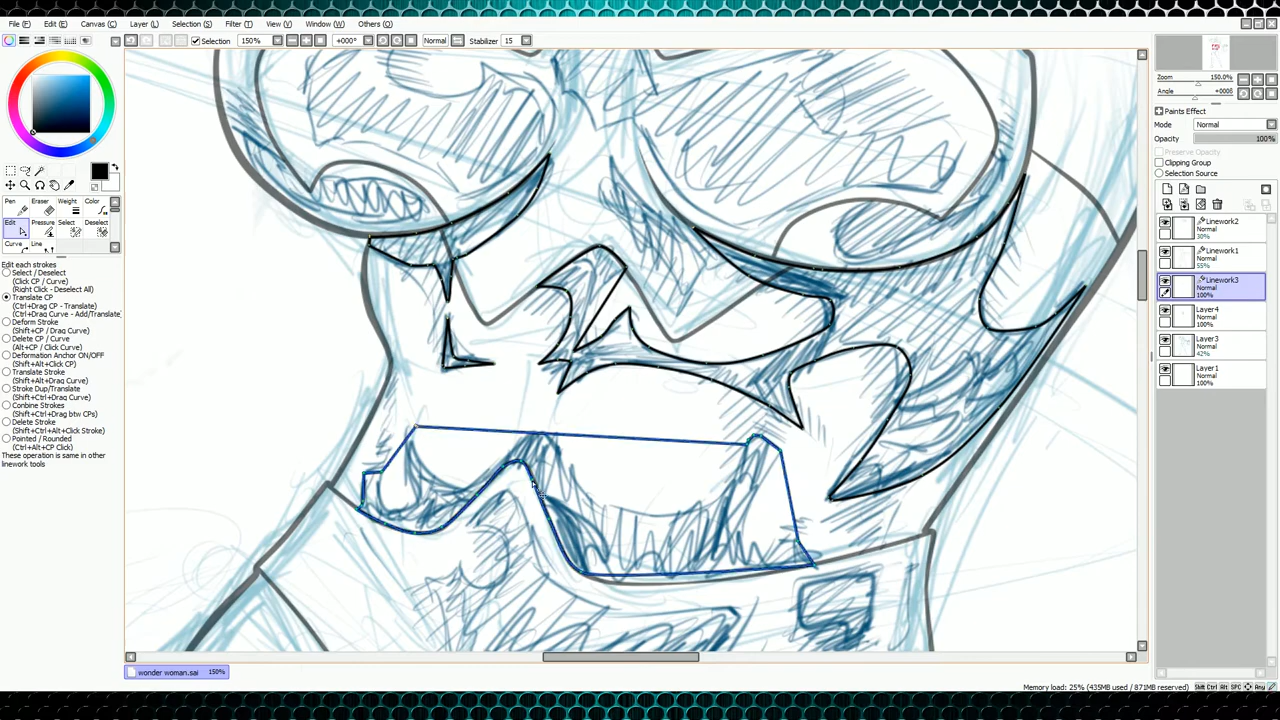 File (F) Edit (E) Canvas (C) Layer (L) Selection (S) Filter (T) View (V) Window (W) Others (O)
Selection 150% +000° Normal Stabilizer 15
Pen Eraser Weight Color
Edit Pressure Select Deselect
Curve Line
Edit each strokes
Select / Deselect
(Click CP / Curve)
(Right Click - Deselect All)
Translate CP
(Ctrl+Drag CP - Translate)
(Ctrl+Drag Curve - Add/Translate)
Deform Stroke
(Shift+CP / Drag Curve)
Delete CP / Curve
(Alt+CP / Click Curve)
Deformation Anchor ON/OFF
(Shift+Alt+Click CP)
Translate Stroke
(Shift+Alt+Drag Curve)
Stroke Dup/Translate
(Shift+Ctrl+Drag Curve)
Combine Strokes
(Shift+Ctrl+Drag btw CPs)
Delete Stroke
(Shift+Ctrl+Alt+Click Stroke)
Pointed / Rounded
(Ctrl+Alt+CP Click)
These operation is same in other
linework tools
Zoom 150.0%
Angle
Paints Effect
Mode Normal
Opacity 100%
Preserve Opacity
Clipping Group
Selection Source
Linework2
Normal
30%
Linework1
Normal
55%
Linework3
Normal
100%
Layer4
Normal
100%
Layer3
Normal
42%
Layer1
Normal
100%
wonder woman.sai 150%
Memory load: 25% (435MB used / 871MB reserved) Shift Ctrl Alt SPC Any